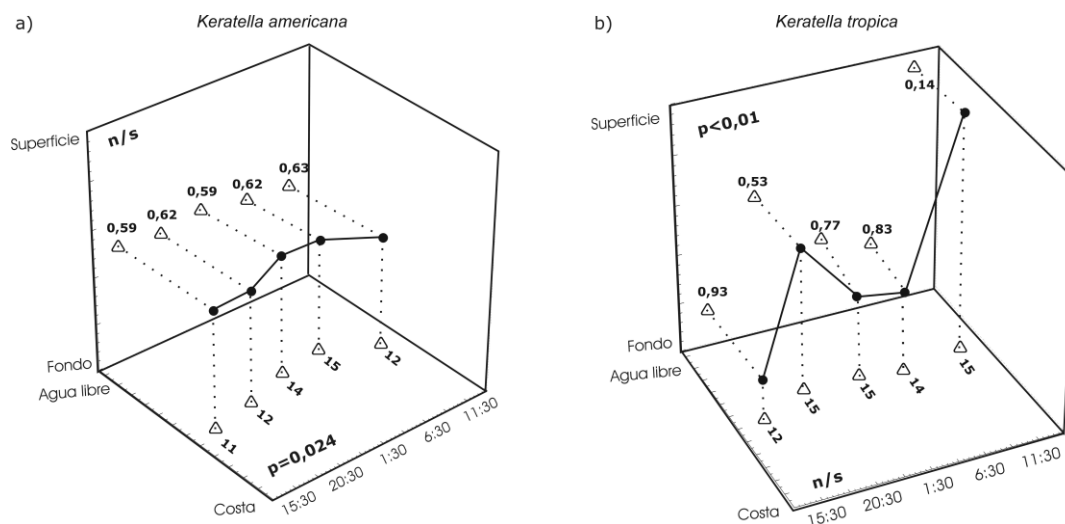 a)
Keratella americana
Superficie
n/s
0,59
0,62
0,59
0,62
0,63
Fondo
Agua libre
11
12
14
15
12
p=0,024
Costa
15:30
20:30
1:30
6:30
11:30
b)
Keratella tropica
Superficie
p<0,01
0,14
0,53
0,77
0,83
0,93
Fondo
Agua libre
12
15
15
14
15
n/s
Costa
15:30
20:30
1:30
6:30
11:30